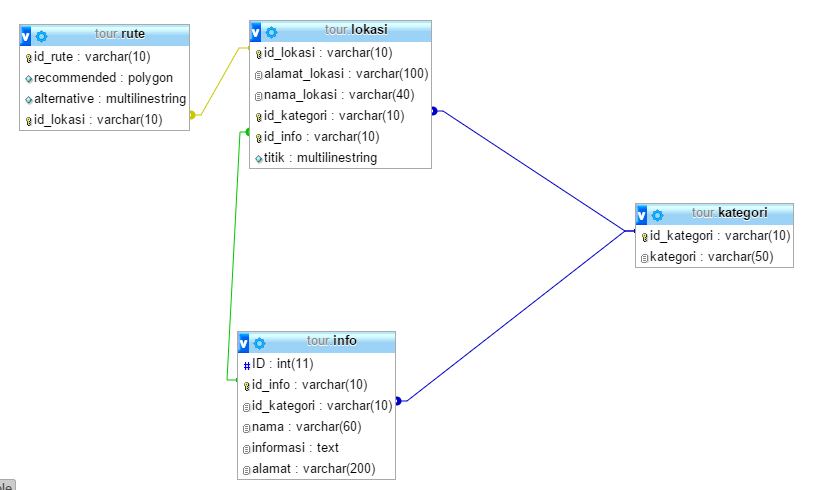 v tour rute
id_rute : varchar(10)
recommended : polygon
alternative : multilinestring
id_lokasi : varchar(10)
v tour lokasi
id_lokasi : varchar(10)
alamat_lokasi : varchar(100)
nama_lokasi : varchar(40)
id_kategori : varchar(10)
id_info : varchar(10)
titik : multilinestring
v tour kategori
id_kategori : varchar(10)
kategori : varchar(50)
v tour info
# ID : int(11)
id_info : varchar(10)
id_kategori : varchar(10)
nama : varchar(60)
informasi : text
alamat : varchar(200)